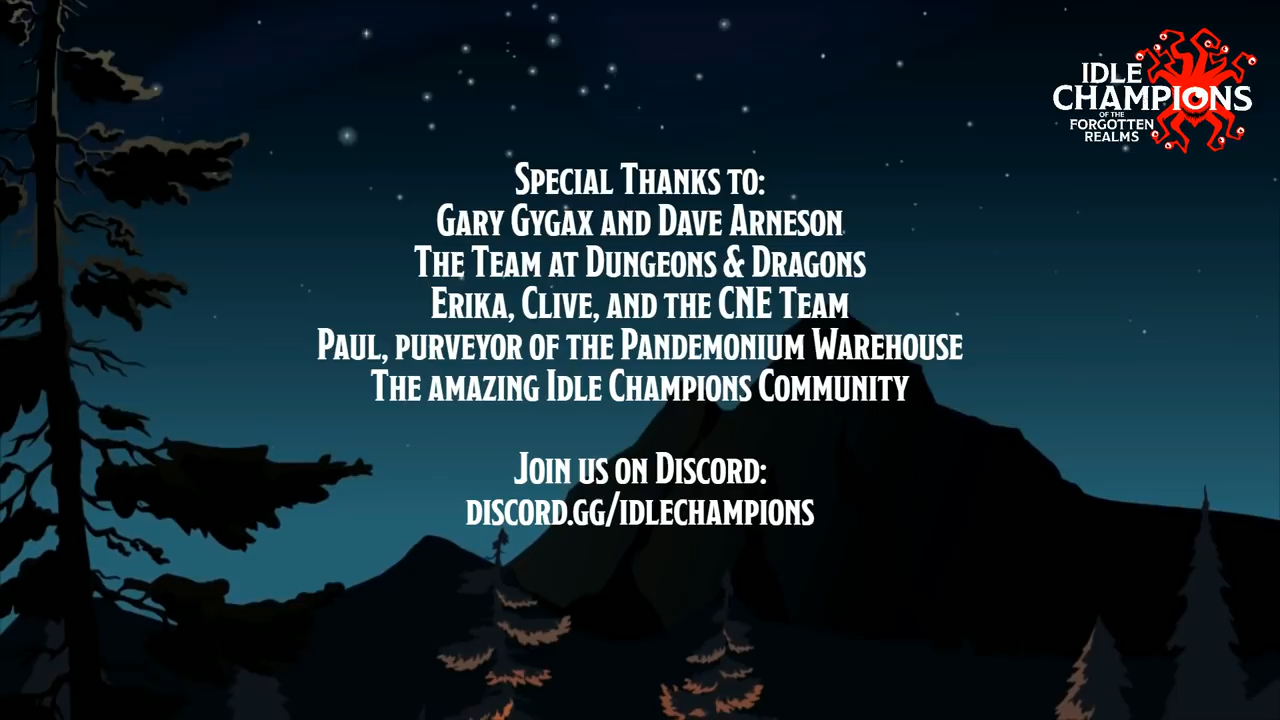 IDLE
CHAMPIONS
OF THE
FORGOTTEN
REALMS
Special Thanks to:
Gary Gygax and Dave Arneson
The Team at Dungeons & Dragons
Erika, Clive, and the CNE Team
Paul, purveyor of the Pandemonium Warehouse
The amazing Idle Champions Community
Join us on Discord:
discord.gg/idlechampions